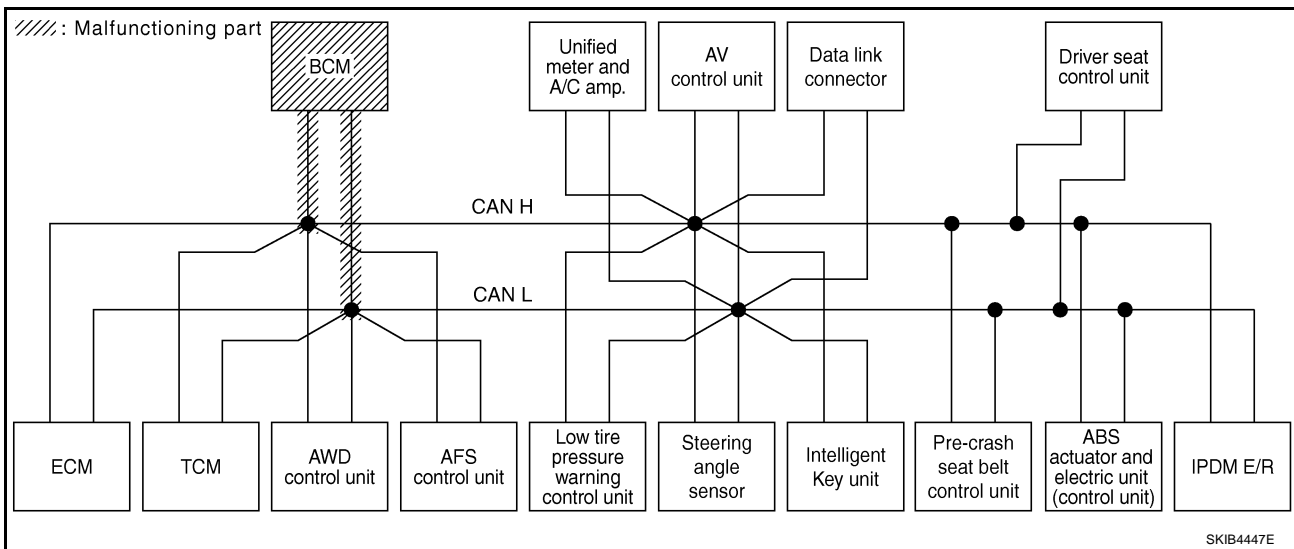 : Malfunctioning part
BCM
Unified
meter and
A/C amp.
AV
control unit
Data link
connector
Driver seat
control unit
CAN H
CAN L
ECM
TCM
AWD
control unit
AFS
control unit
Low tire
pressure
warning
control unit
Steering
angle
sensor
Intelligent
Key unit
Pre-crash
seat belt
control unit
ABS
actuator and
electric unit
(control unit)
IPDM E/R
SKIB4447E